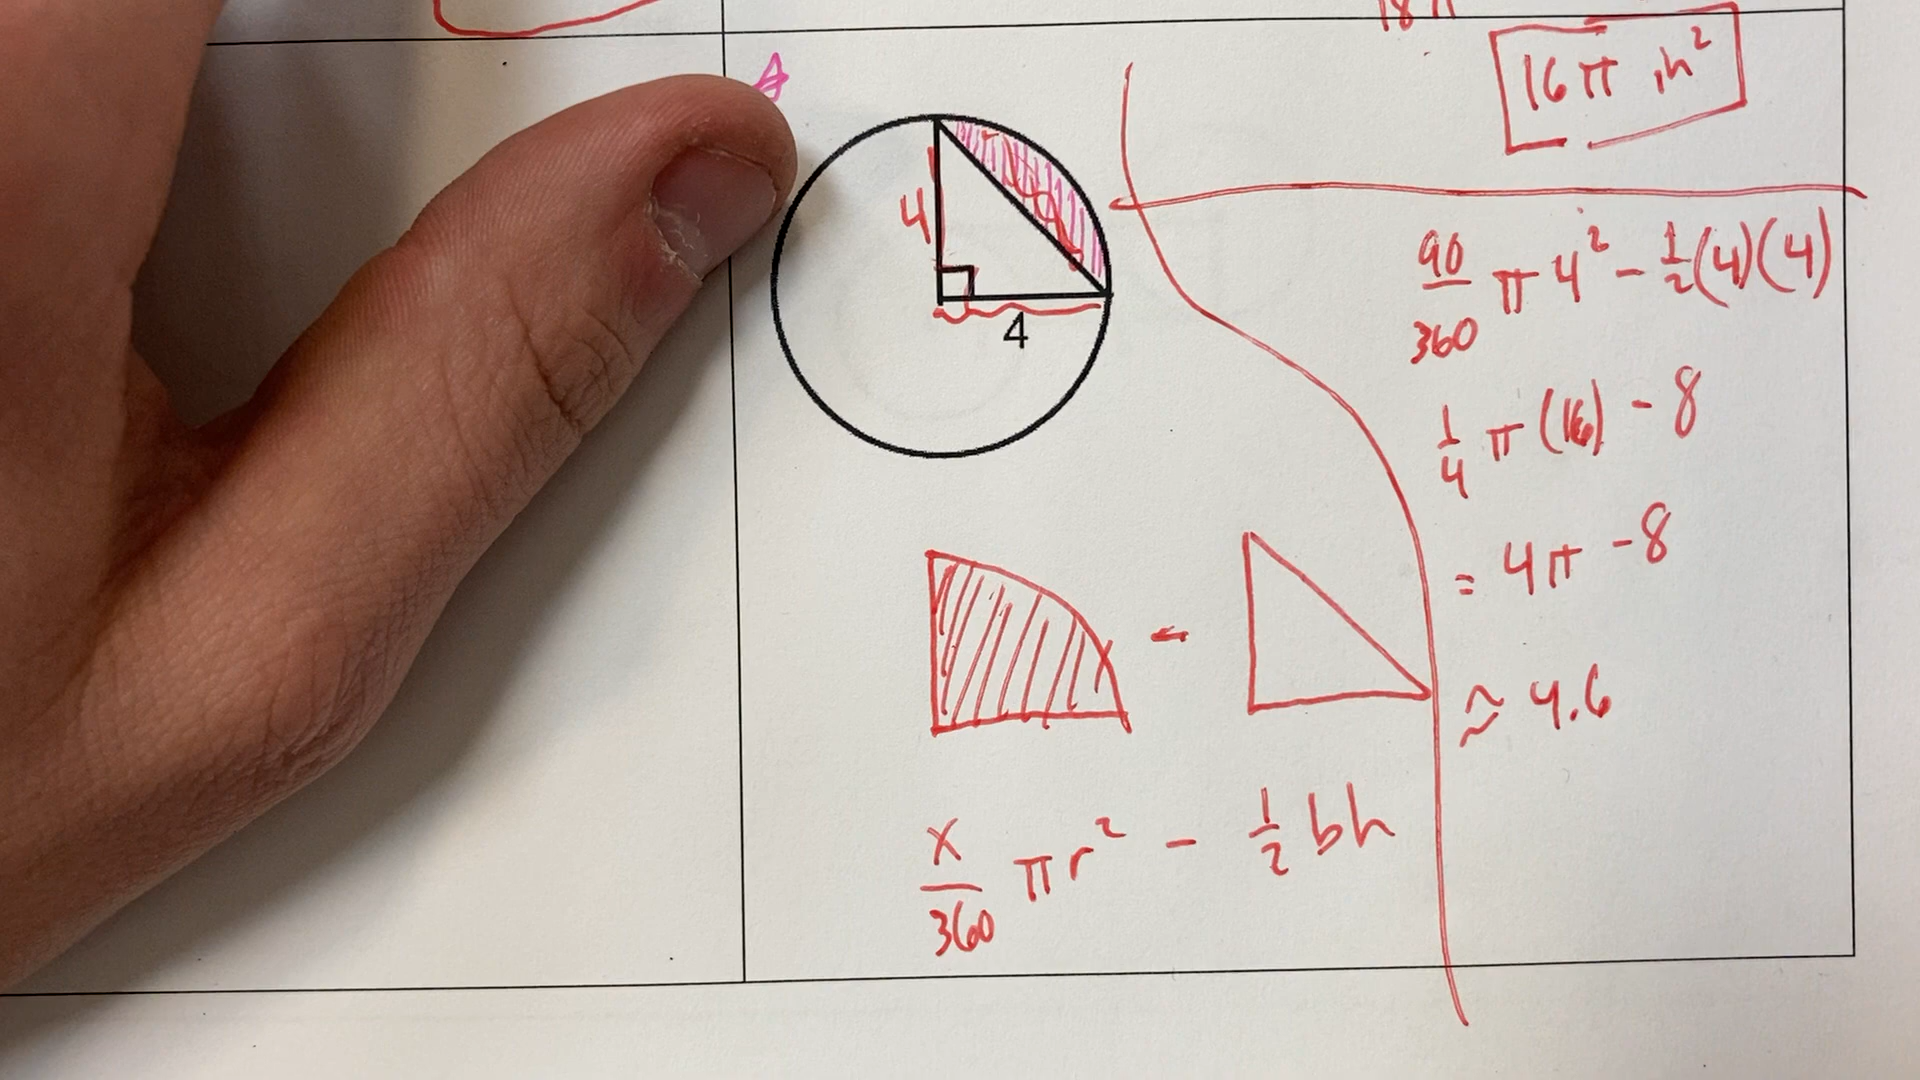 18π
16π in²
4
4
90/360 π 4² - 1/2 (4)(4)
1/4 π (16) - 8
= 4π - 8
≈ 4.6
-
x/360 πr² - 1/2 bh